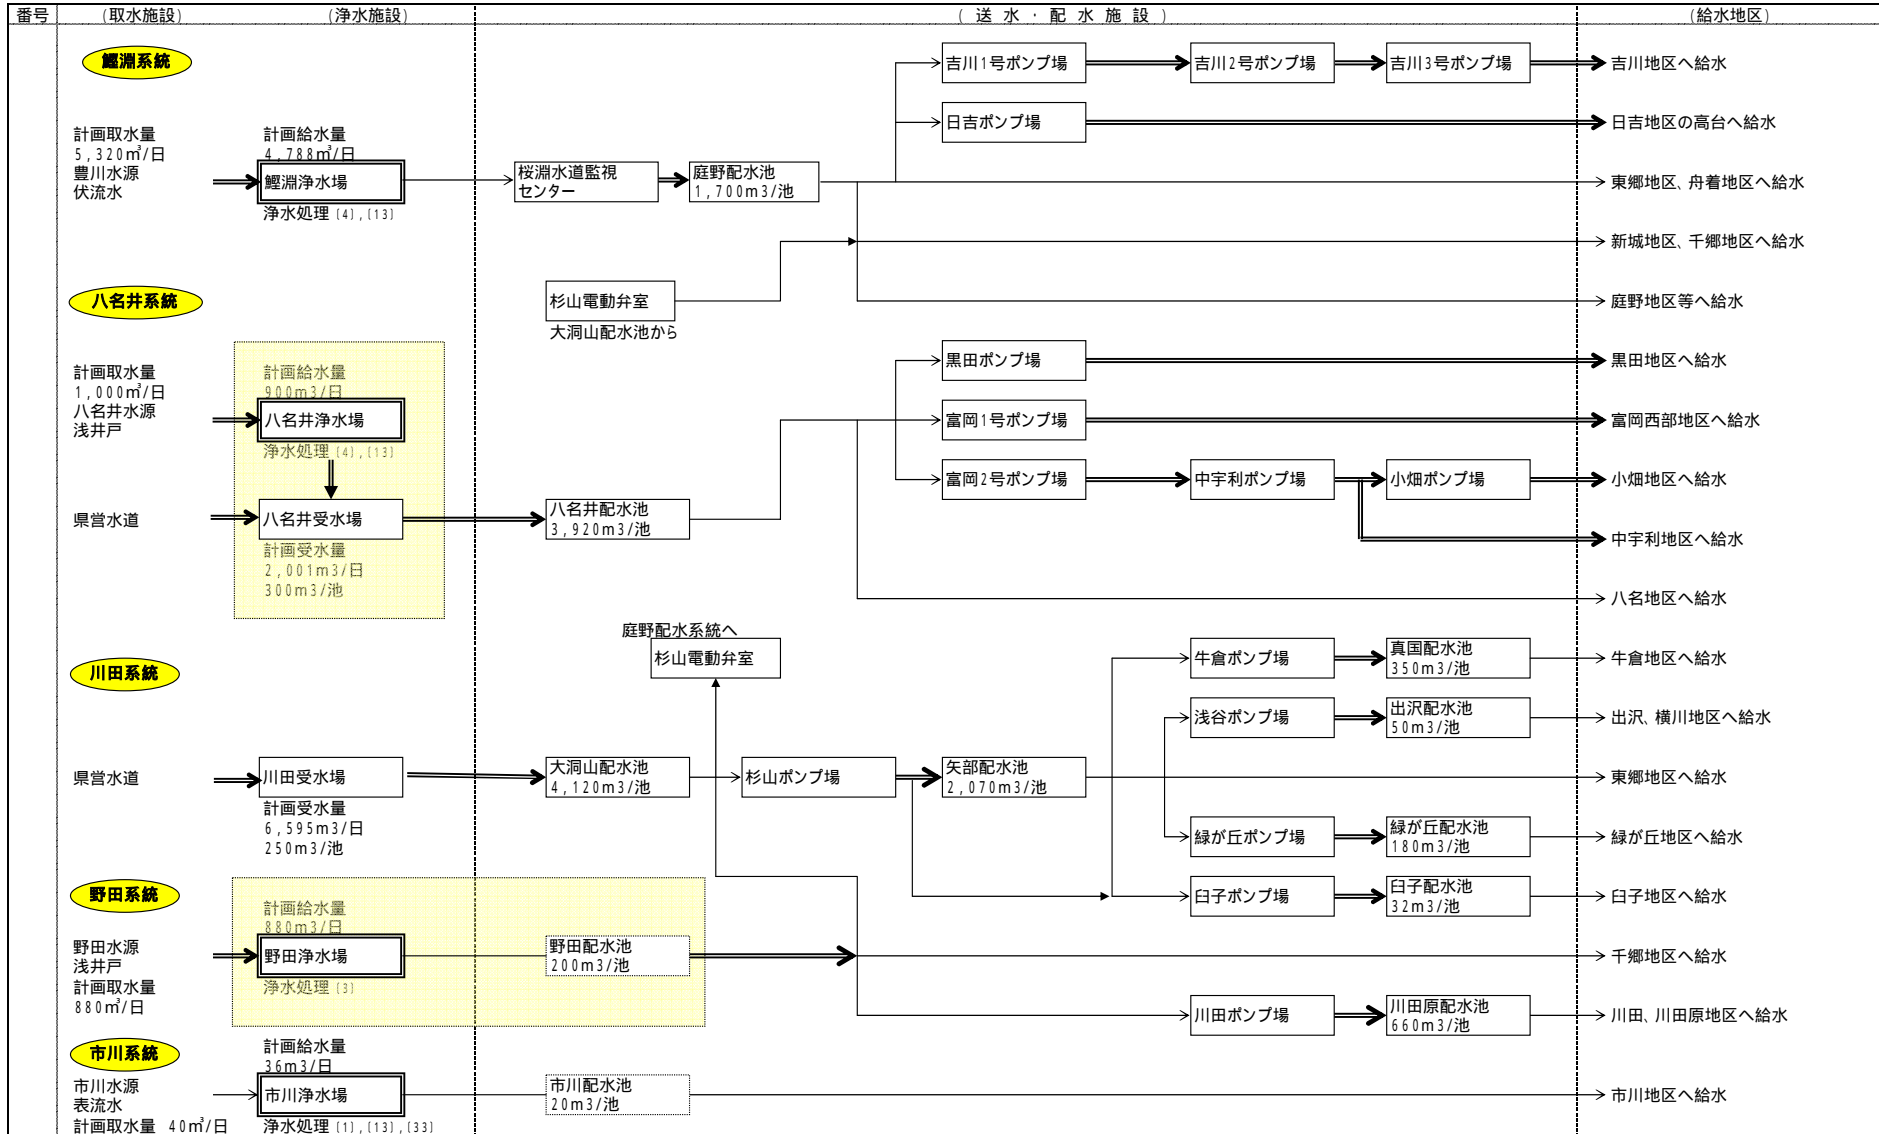 番号
(取水施設)
(浄水施設)
(送水・配水施設)
(給水地区)
鰹淵系統
計画取水量
5,320㎥/日
豊川水源
伏流水
計画給水量
4,788㎥/日
鰹淵浄水場
浄水処理 (4),(13)
桜淵水道監視
センター
庭野配水池
1,700m3/池
吉川1号ポンプ場
吉川2号ポンプ場
吉川3号ポンプ場
吉川地区へ給水
日吉ポンプ場
日吉地区の高台へ給水
東郷地区、舟着地区へ給水
新城地区、千郷地区へ給水
杉山電動弁室
大洞山配水池から
庭野地区等へ給水
八名井系統
計画取水量
1,000㎥/日
八名井水源
浅井戸
計画給水量
900m3/日
八名井浄水場
浄水処理 (4),(13)
県営水道
八名井受水場
計画受水量
2,001m3/日
300m3/池
八名井配水池
3,920m3/池
黒田ポンプ場
黒田地区へ給水
富岡1号ポンプ場
富岡西部地区へ給水
富岡2号ポンプ場
中宇利ポンプ場
小畑ポンプ場
小畑地区へ給水
中宇利地区へ給水
八名地区へ給水
川田系統
県営水道
川田受水場
計画受水量
6,595m3/日
250m3/池
庭野配水系統へ
杉山電動弁室
大洞山配水池
4,120m3/池
杉山ポンプ場
矢部配水池
2,070m3/池
牛倉ポンプ場
真国配水池
350m3/池
牛倉地区へ給水
浅谷ポンプ場
出沢配水池
50m3/池
出沢、横川地区へ給水
東郷地区へ給水
緑が丘ポンプ場
緑が丘配水池
180m3/池
緑が丘地区へ給水
臼子ポンプ場
臼子配水池
32m3/池
臼子地区へ給水
野田系統
野田水源
浅井戸
計画取水量
880㎥/日
計画給水量
880m3/日
野田浄水場
浄水処理 (3)
野田配水池
200m3/池
千郷地区へ給水
川田ポンプ場
川田原配水池
660m3/池
川田、川田原地区へ給水
市川系統
市川水源
表流水
計画取水量 40㎥/日
計画給水量
36m3/日
市川浄水場
浄水処理 (1),(13),(33)
市川配水池
20m3/池
市川地区へ給水